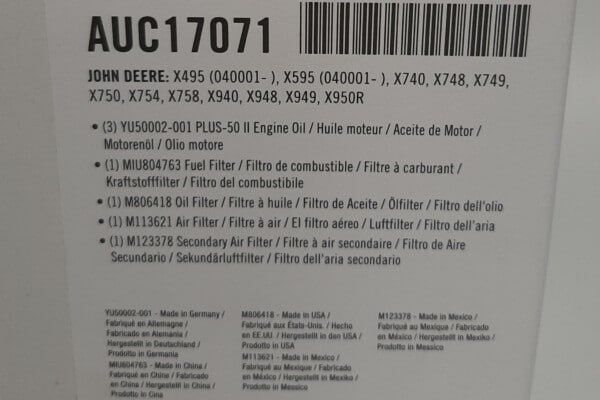 AUC17071
JOHN DEERE: X495 (040001- ), X595 (040001- ), X740, X748, X749,
X750, X754, X758, X940, X948, X949, X950R
• (3) YU50002-001 PLUS-50 II Engine Oil / Huile moteur / Aceite de Motor /
Motorenöl / Olio motore
• (1) MIU804763 Fuel Filter / Filtro de combustible / Filtre à carburant /
Kraftstofffilter / Filtro del combustibile
• (1) M806418 Oil Filter / Filtre à huile / Filtro de Aceite / Ölfilter / Filtro dell'olio
• (1) M113621 Air Filter / Filtre à air / El filtro aéreo / Luftfilter / Filtro dell'aria
• (1) M123378 Secondary Air Filter / Filtre à air secondaire / Filtro de Aire
Secundario / Sekundärluftfilter / Filtro dell'aria secondario
YU50002-001 - Made in Germany /
Fabriqué en Allemagne /
Fabricado en Alemania /
Hergestellt in Deutschland /
Prodotto in Germania
MIU804763 - Made in China /
Fabriqué en Chine / Fabricado
en China / Hergestellt in China /
Prodotto in Cina
M806418 - Made in USA /
Fabriqué aux États-Unis. / Hecho
en EE.UU. / Hergestellt in den USA /
Prodotto in USA
M113621 - Made in Mexico /
Fabriqué au Mexique / Fabricado
en México / Hergestellt in Mexiko /
Prodotto in Messico
M123378 - Made in Mexico /
Fabriqué au Mexique / Fabricado
en México / Hergestellt in Mexiko /
Prodotto in Messico